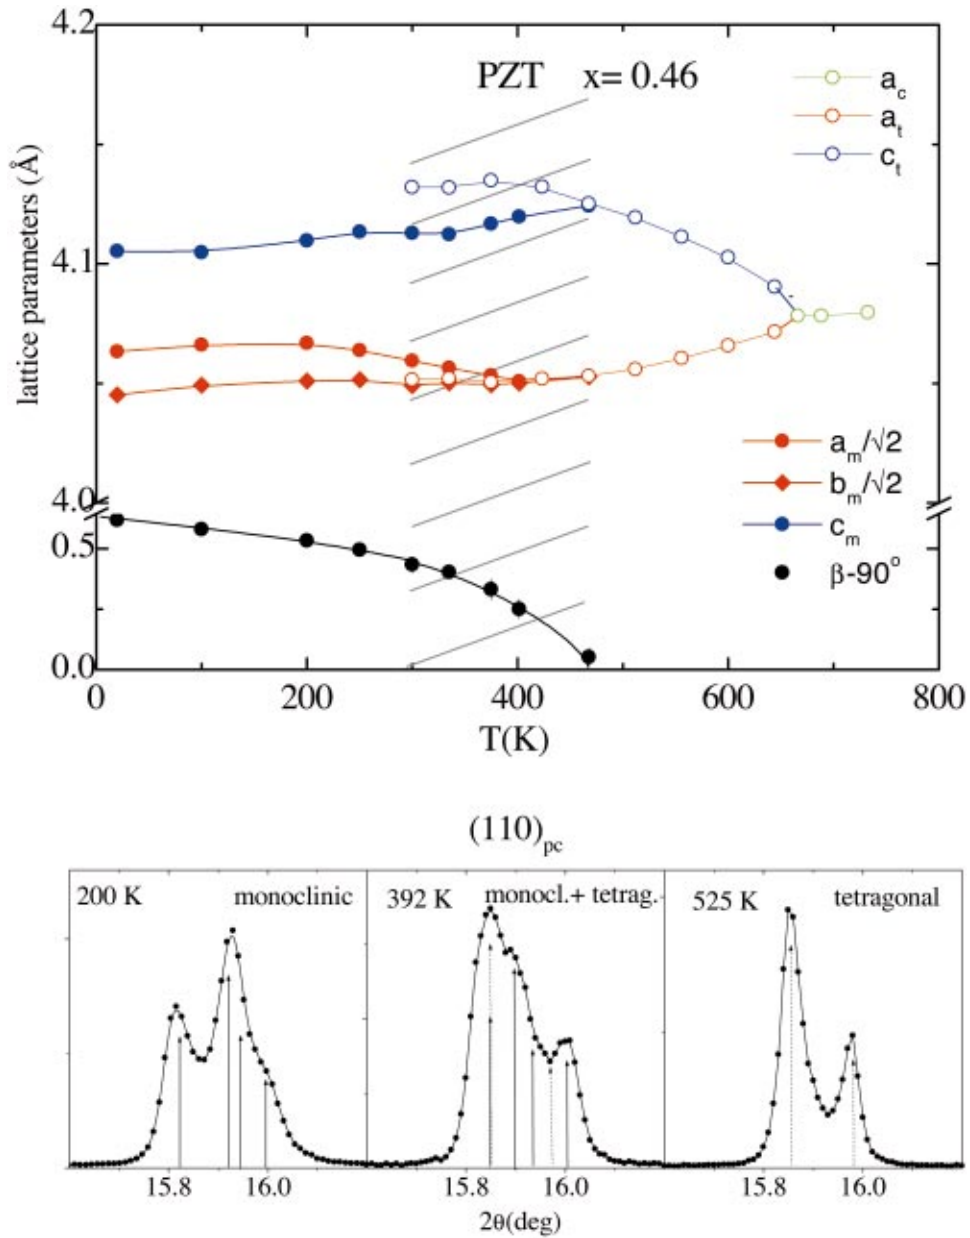 4.2
PZT x= 0.46
a_c
a_t
c_t
lattice parameters (Å)
4.1
a_m/√2
b_m/√2
4.0
c_m
0.5
β-90°
0.0
0 200 400 600 800
T(K)
(110)_pc
200 K monoclinic
392 K monocl.+ tetrag.
525 K tetragonal
15.8 16.0 15.8 16.0 15.8 16.0
2θ(deg)